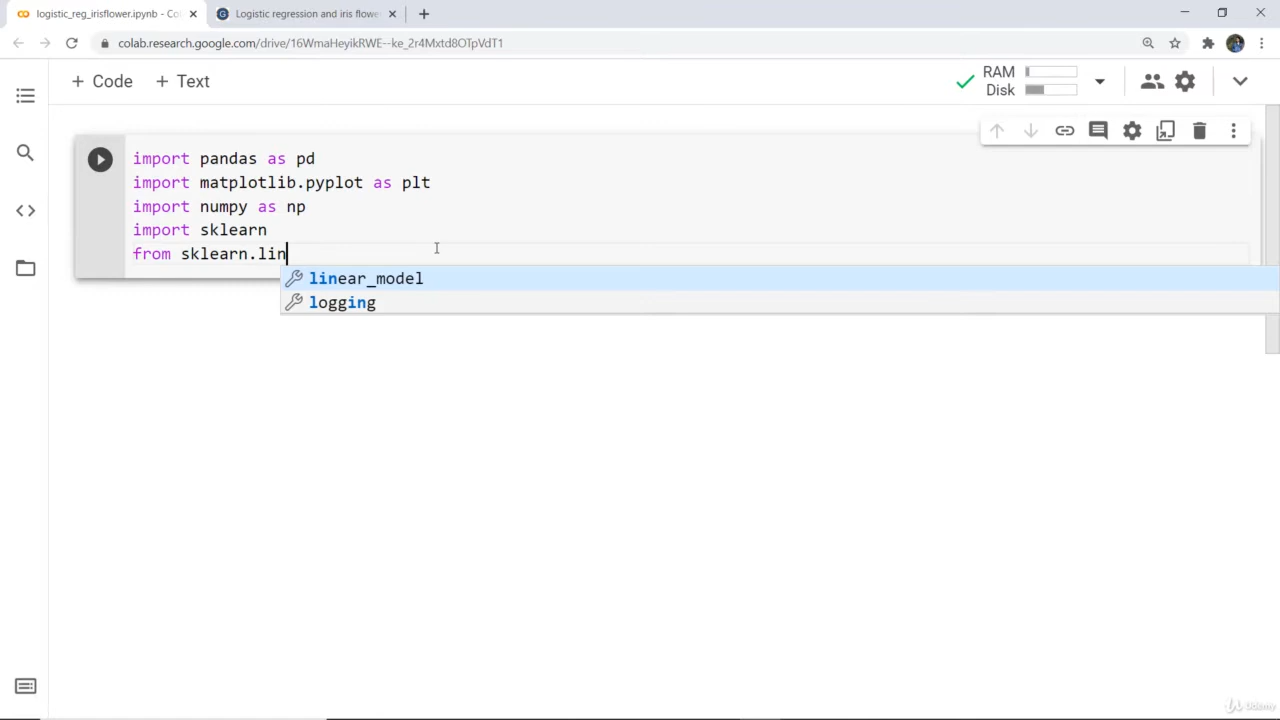 logistic_reg_irisflower.ipynb - Co
Logistic regression and iris flowe
colab.research.google.com/drive/16WmaHeyikRWE--ke_2r4Mxtd8OTpVdT1
+ Code + Text
RAM
Disk
import pandas as pd
import matplotlib.pyplot as plt
import numpy as np
import sklearn
from sklearn.lin
linear_model
logging
Udemy